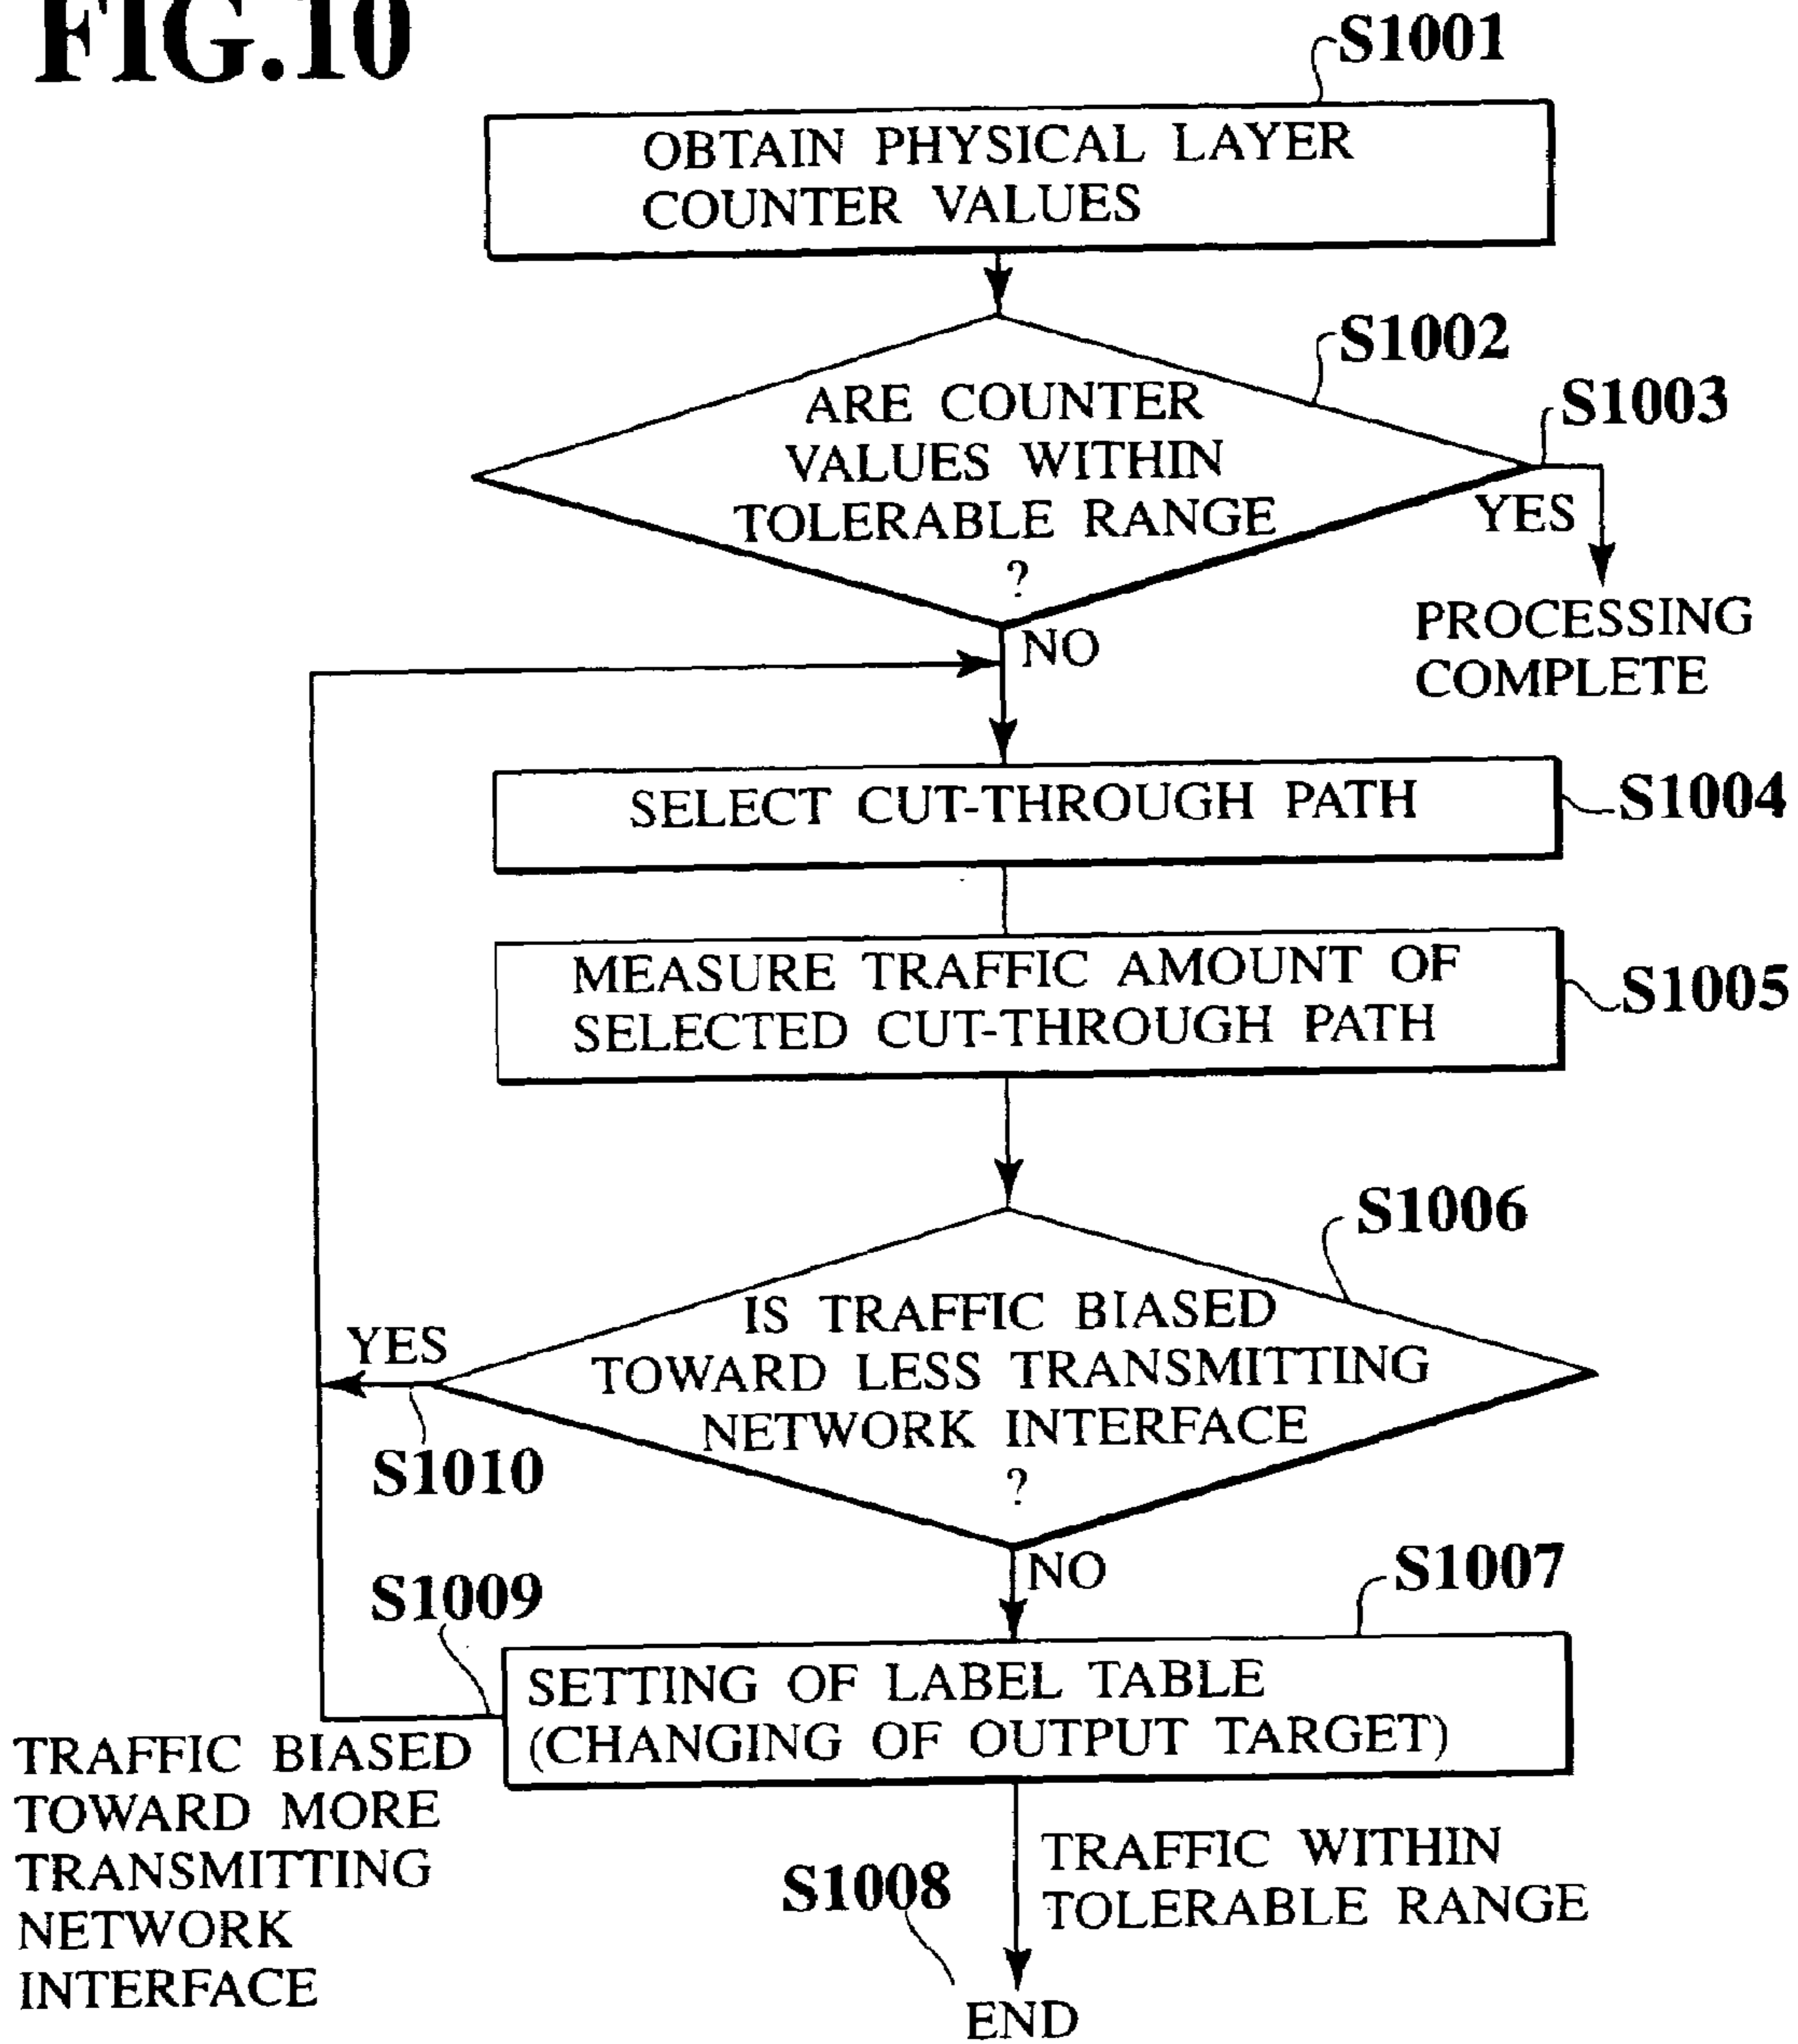 FIG.10
S1001
OBTAIN PHYSICAL LAYER
COUNTER VALUES
S1002
ARE COUNTER
VALUES WITHIN
TOLERABLE RANGE
?
S1003
YES
PROCESSING
COMPLETE
NO
SELECT CUT-THROUGH PATH
S1004
MEASURE TRAFFIC AMOUNT OF
SELECTED CUT-THROUGH PATH
S1005
S1006
IS TRAFFIC BIASED
TOWARD LESS TRANSMITTING
NETWORK INTERFACE
?
YES
S1010
NO
S1007
S1009
SETTING OF LABEL TABLE
(CHANGING OF OUTPUT TARGET)
TRAFFIC BIASED
TOWARD MORE
TRANSMITTING
NETWORK
INTERFACE
TRAFFIC WITHIN
TOLERABLE RANGE
S1008
END